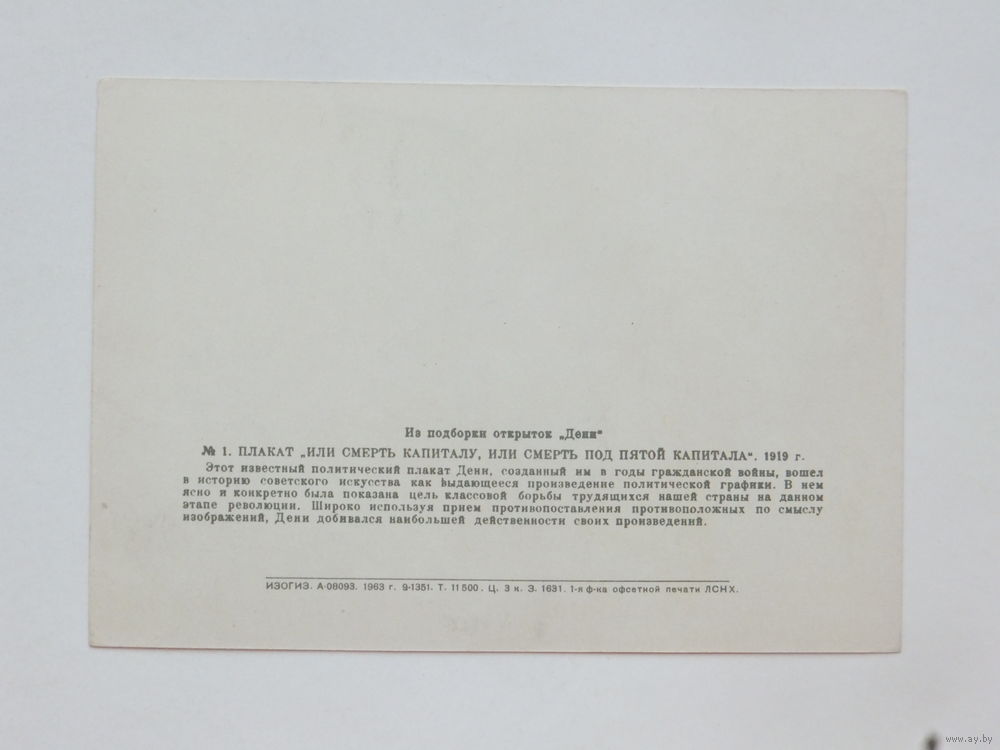 Из подборки открыток „Дени“
№ 1. ПЛАКАТ „ИЛИ СМЕРТЬ КАПИТАЛУ, ИЛИ СМЕРТЬ ПОД ПЯТОЙ КАПИТАЛА“. 1919 г.
Этот известный политический плакат Дени, созданный им в годы гражданской войны, вошел
в историю советского искусства как выдающееся произведение политической графики. В нем
ясно и конкретно была показана цель классовой борьбы трудящихся нашей страны на данном
этапе революции. Широко используя прием противопоставления противоположных по смыслу
изображений, Дени добивался наибольшей действенности своих произведений.
ИЗОГИЗ. А-08093. 1963 г. 9-1351. Т. 11 500. Ц. 3 к. З. 1631. 1-я ф-ка офсетной печати ЛСНХ.
www.ay.by